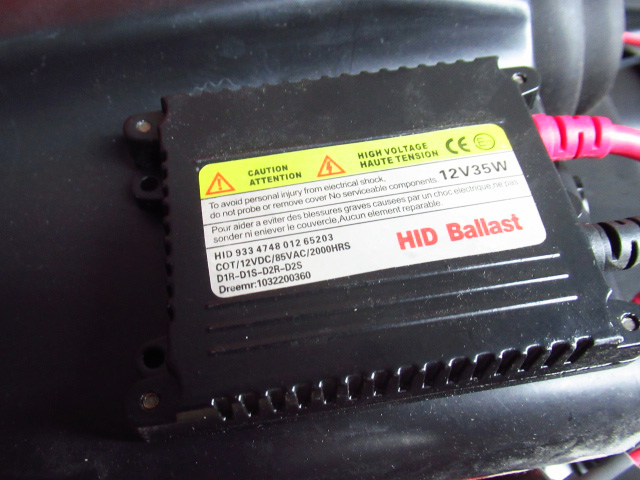 CAUTION
ATTENTION
HIGH VOLTAGE
HAUTE TENSION
CE
To avoid personal injury from electrical shock,
do not probe or remove cover No serviceable components
12V35W
Pour aider a eviter des blessures graves causees par un choc electrique ne pas
sonder ni enlever le couvercle,Aucun element reparable
HID 933 4748 012 65203
COT/12VDC/85VAC/2000HRS
D1R-D1S-D2R-D2S
Dreemr:1032200360
HID Ballast